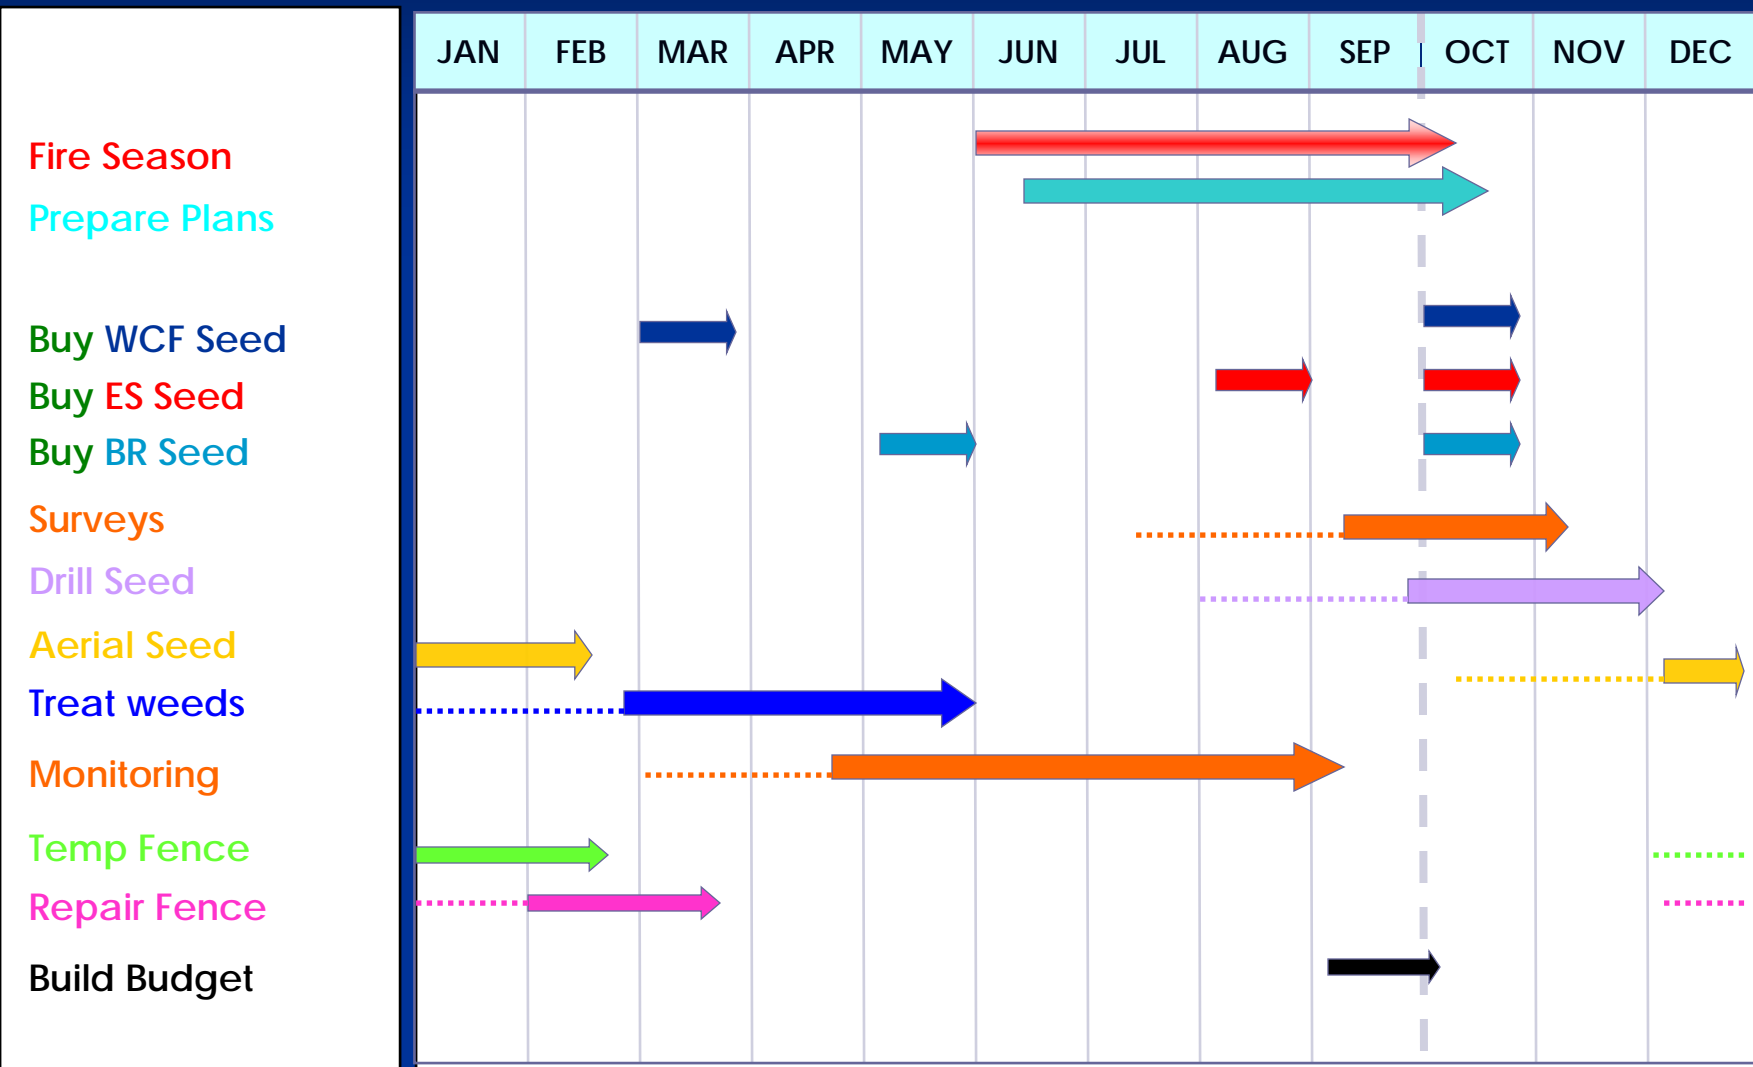 JAN FEB MAR APR MAY JUN JUL AUG SEP OCT NOV DEC
Fire Season
Prepare Plans
Buy WCF Seed
Buy ES Seed
Buy BR Seed
Surveys
Drill Seed
Aerial Seed
Treat weeds
Monitoring
Temp Fence
Repair Fence
Build Budget